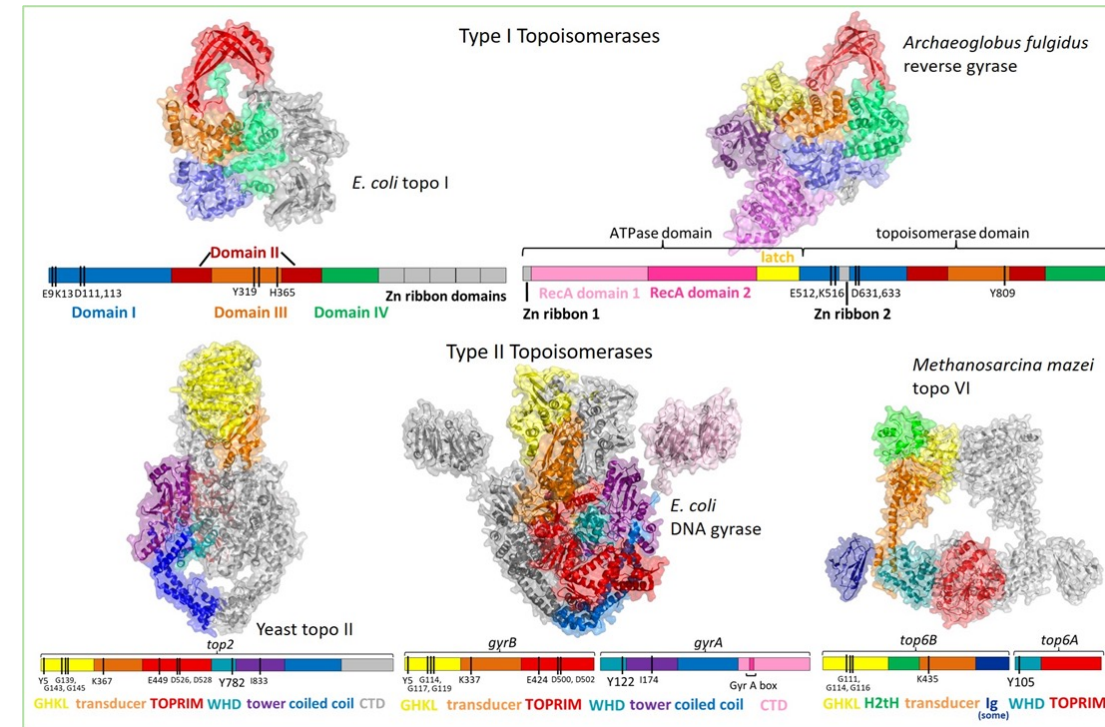 Type I Topoisomerases
Archaeoglobus fulgidus
reverse gyrase
E. coli topo I
ATPase domain
topoisomerase domain
Domain II
latch
RecA domain 1
RecA domain 2
E9 K13 D111,113
Y319
H365
Zn ribbon domains
E512,K516
D631,633
Y809
Domain I
Domain III
Domain IV
Zn ribbon 1
Zn ribbon 2
Type II Topoisomerases
Methanosarcina mazei
topo VI
E. coli
DNA gyrase
Yeast topo II
top2
gyrB
gyrA
top6B
top6A
Y5 G139,
G143, G145
K367
E449 D526, D528
Y782
I833
Y5 G114,
G117, G119
K337
E424 D500, D502
Y122
I174
Gyr A box
G111,
G114, G116
K435
Y105
GHKL transducer TOPRIM WHD tower coiled coil CTD
GHKL transducer TOPRIM WHD tower coiled coil CTD
GHKL H2tH transducer Ig WHD TOPRIM
(some)